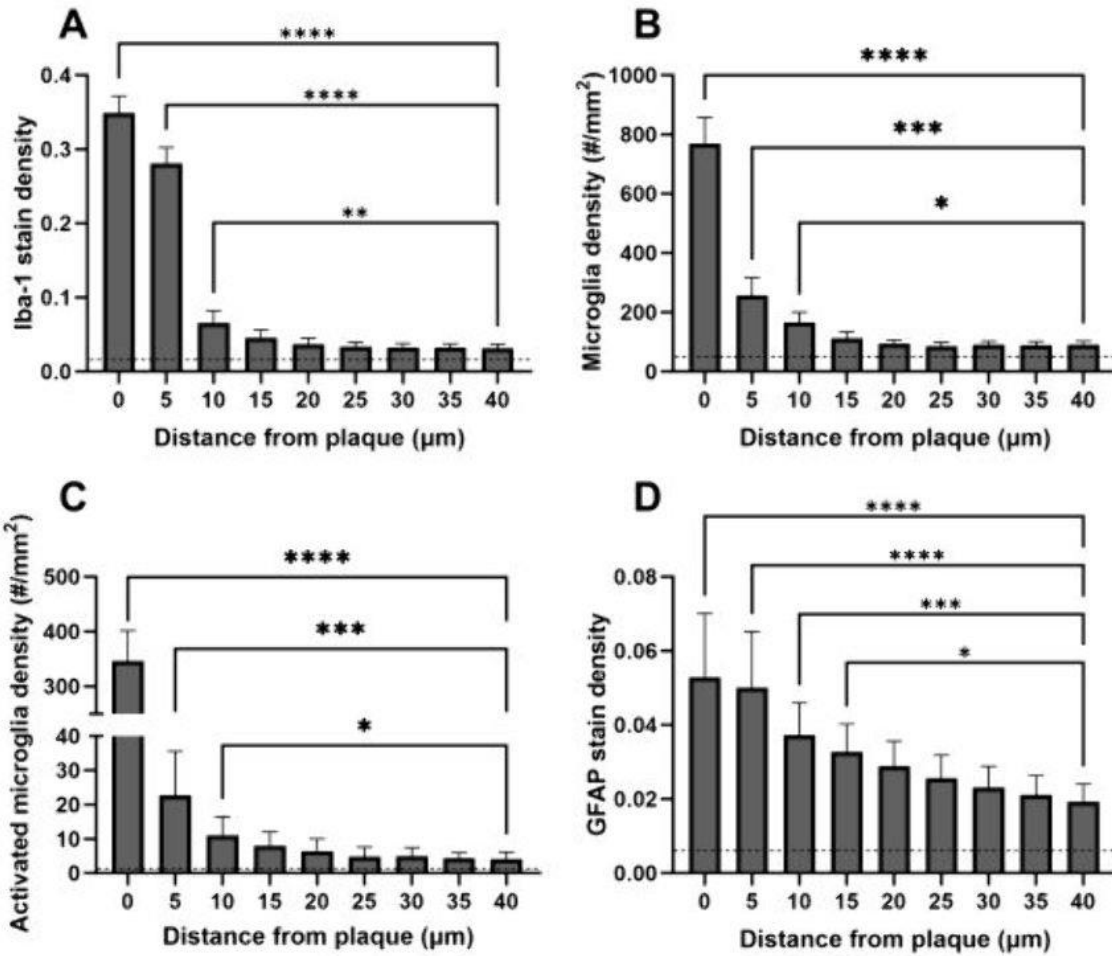 A
****
****
**
Iba-1 stain density
0.4
0.3
0.2
0.1
0.0
0 5 10 15 20 25 30 35 40
Distance from plaque (µm)
B
****
***
*
Microglia density (#/mm²)
1000
800
600
400
200
0
0 5 10 15 20 25 30 35 40
Distance from plaque (µm)
C
****
***
*
Activated microglia density (#/mm²)
500
400
300
40
30
20
10
0
0 5 10 15 20 25 30 35 40
Distance from plaque (µm)
D
****
****
***
*
GFAP stain density
0.08
0.06
0.04
0.02
0.00
0 5 10 15 20 25 30 35 40
Distance from plaque (µm)